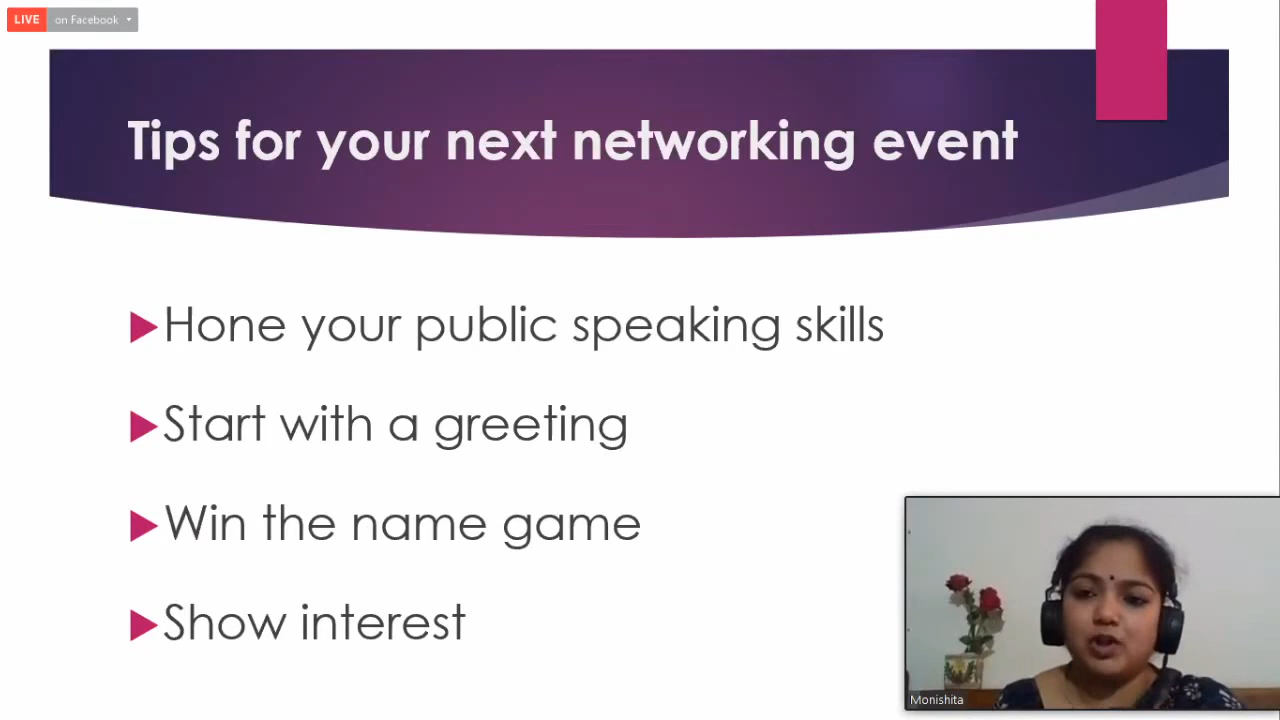 LIVE on Facebook
Tips for your next networking event
Hone your public speaking skills
Start with a greeting
Win the name game
Show interest
Monishita